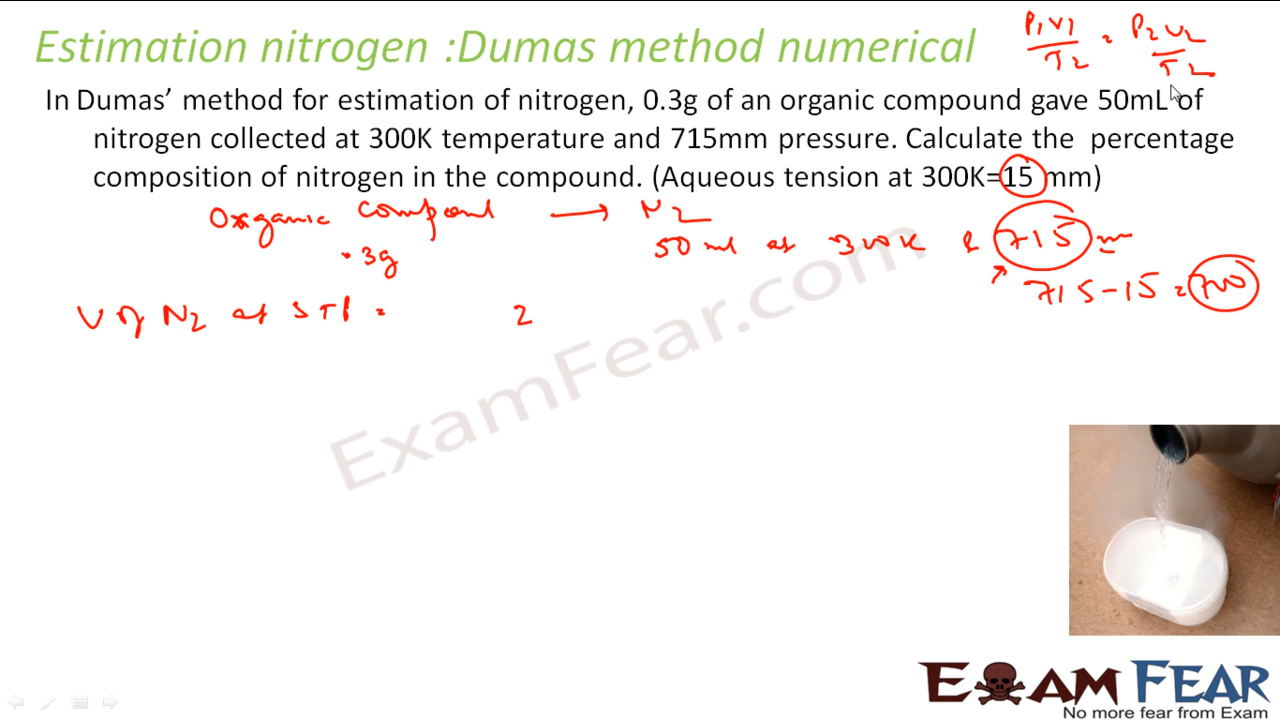 Estimation nitrogen :Dumas method numerical
P₁V₁/T₂ = P₂V₂/T₂
In Dumas' method for estimation of nitrogen, 0.3g of an organic compound gave 50mL of
nitrogen collected at 300K temperature and 715mm pressure. Calculate the percentage
composition of nitrogen in the compound. (Aqueous tension at 300K=15 mm)
Organic compound → N₂
.3g
50 ml at 300K & 715 mm
715-15 = 700
V of N₂ at STP =
2
ExamFear.com
EXAM FEAR
No more fear from Exam